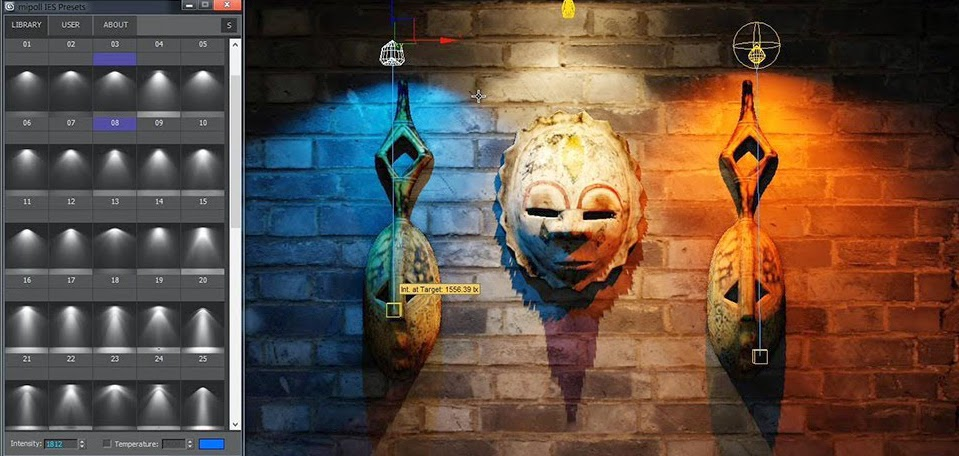 mipoll IES Presets
LIBRARY USER ABOUT S
01 02 03 04 05
06 07 08 09 10
11 12 13 14 15
16 17 18 19 20
21 22 23 24 25
Intensity: 1812 Temperature:
Int. at Target: 1556.39 lx